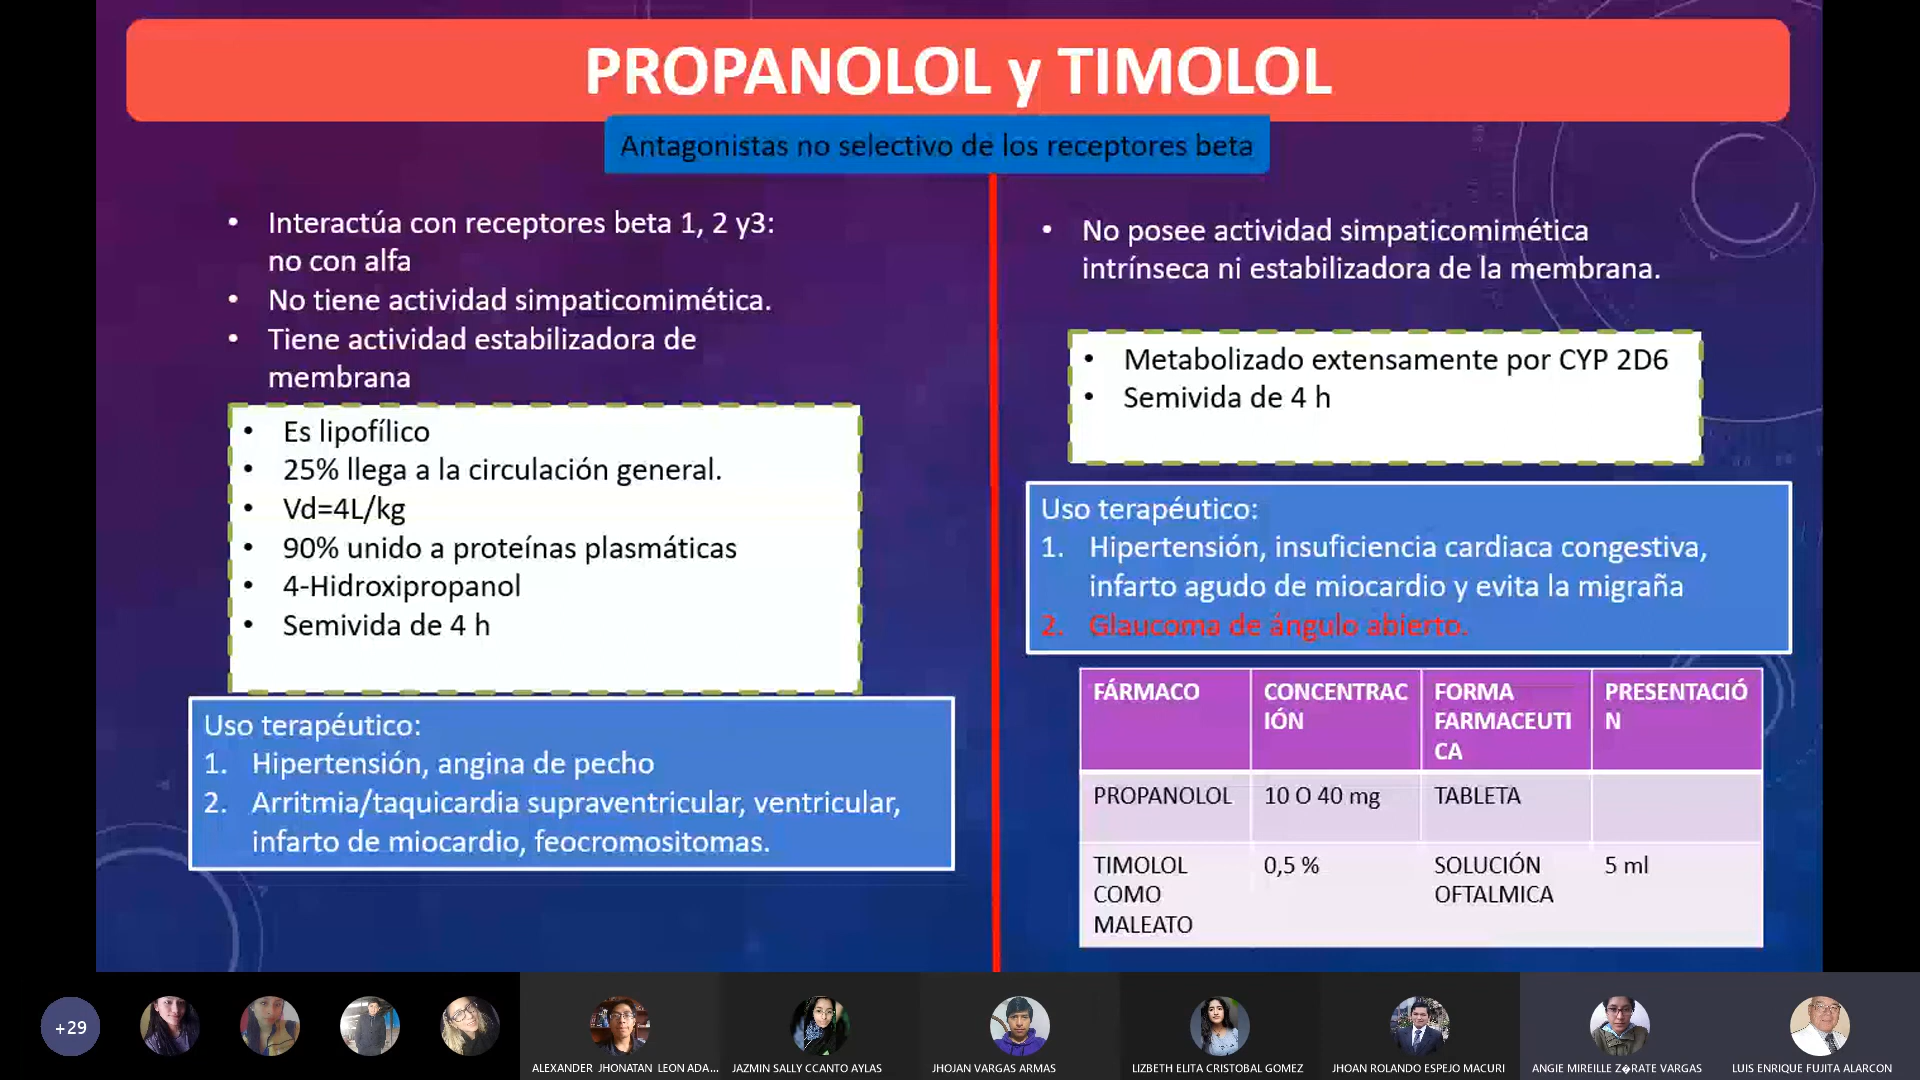 PROPANOLOL y TIMOLOL
Antagonistas no selectivo de los receptores beta
• Interactúa con receptores beta 1, 2 y3:
no con alfa
• No tiene actividad simpaticomimética.
• Tiene actividad estabilizadora de
membrana
• Es lipofílico
• 25% llega a la circulación general.
• Vd=4L/kg
• 90% unido a proteínas plasmáticas
• 4-Hidroxipropanol
• Semivida de 4 h
Uso terapéutico:
1. Hipertensión, angina de pecho
2. Arritmia/taquicardia supraventricular, ventricular,
infarto de miocardio, feocromositomas.
• No posee actividad simpaticomimética
intrínseca ni estabilizadora de la membrana.
• Metabolizado extensamente por CYP 2D6
• Semivida de 4 h
Uso terapéutico:
1. Hipertensión, insuficiencia cardiaca congestiva,
infarto agudo de miocardio y evita la migraña
2. Glaucoma de ángulo abierto.
FÁRMACO
CONCENTRAC
IÓN
FORMA
FARMACEUTI
CA
PRESENTACIÓ
N
PROPANOLOL
10 O 40 mg
TABLETA
TIMOLOL
COMO
MALEATO
0,5 %
SOLUCIÓN
OFTALMICA
5 ml
+29
ALEXANDER JHONATAN LEON ADA...
JAZMIN SALLY CCANTO AYLAS
JHOJAN VARGAS ARMAS
LIZBETH ELITA CRISTOBAL GOMEZ
JHOAN ROLANDO ESPEJO MACURI
ANGIE MIREILLE Z�RATE VARGAS
LUIS ENRIQUE FUJITA ALARCON